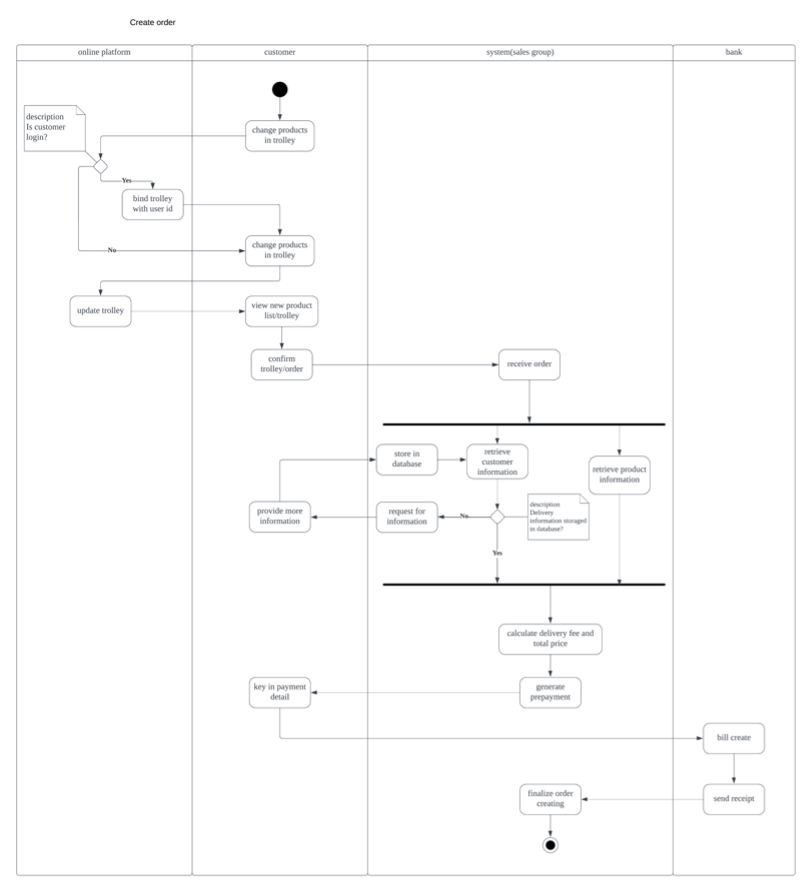 Create order
online platform
customer
system(sales group)
bank
description
Is customer
login?
change products
in trolley
Yes
bind trolley
with user id
No
change products
in trolley
update trolley
view new product
list/trolley
confirm
trolley/order
receive order
store in
database
retrieve
customer
information
retrieve product
information
provide more
information
request for
information
No
description
Delivery
information storaged
in database?
Yes
calculate delivery fee and
total price
key in payment
detail
generate
prepayment
bill create
finalize order
creating
send receipt